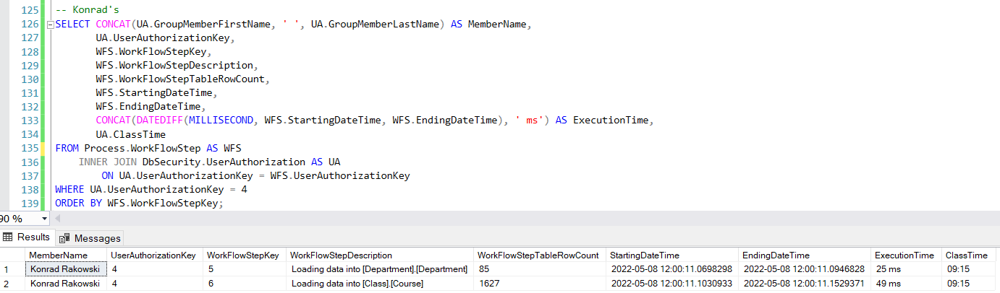 125 -- Konrad's
126 SELECT CONCAT(UA.GroupMemberFirstName, ' ', UA.GroupMemberLastName) AS MemberName,
127 UA.UserAuthorizationKey,
128 WFS.WorkFlowStepKey,
129 WFS.WorkFlowStepDescription,
130 WFS.WorkFlowStepTableRowCount,
131 WFS.StartingDateTime,
132 WFS.EndingDateTime,
133 CONCAT(DATEDIFF(MILLISECOND, WFS.StartingDateTime, WFS.EndingDateTime), ' ms') AS ExecutionTime,
134 UA.ClassTime
135 FROM Process.WorkFlowStep AS WFS
136 INNER JOIN DbSecurity.UserAuthorization AS UA
137 ON UA.UserAuthorizationKey = WFS.UserAuthorizationKey
138 WHERE UA.UserAuthorizationKey = 4
139 ORDER BY WFS.WorkFlowStepKey;
90 %
Results Messages
MemberName UserAuthorizationKey WorkFlowStepKey WorkFlowStepDescription WorkFlowStepTableRowCount StartingDateTime EndingDateTime ExecutionTime ClassTime
1 Konrad Rakowski 4 5 Loading data into [Department].[Department] 85 2022-05-08 12:00:11.0698298 2022-05-08 12:00:11.0946828 25 ms 09:15
2 Konrad Rakowski 4 6 Loading data into [Class].[Course] 1627 2022-05-08 12:00:11.1030933 2022-05-08 12:00:11.1529371 49 ms 09:15